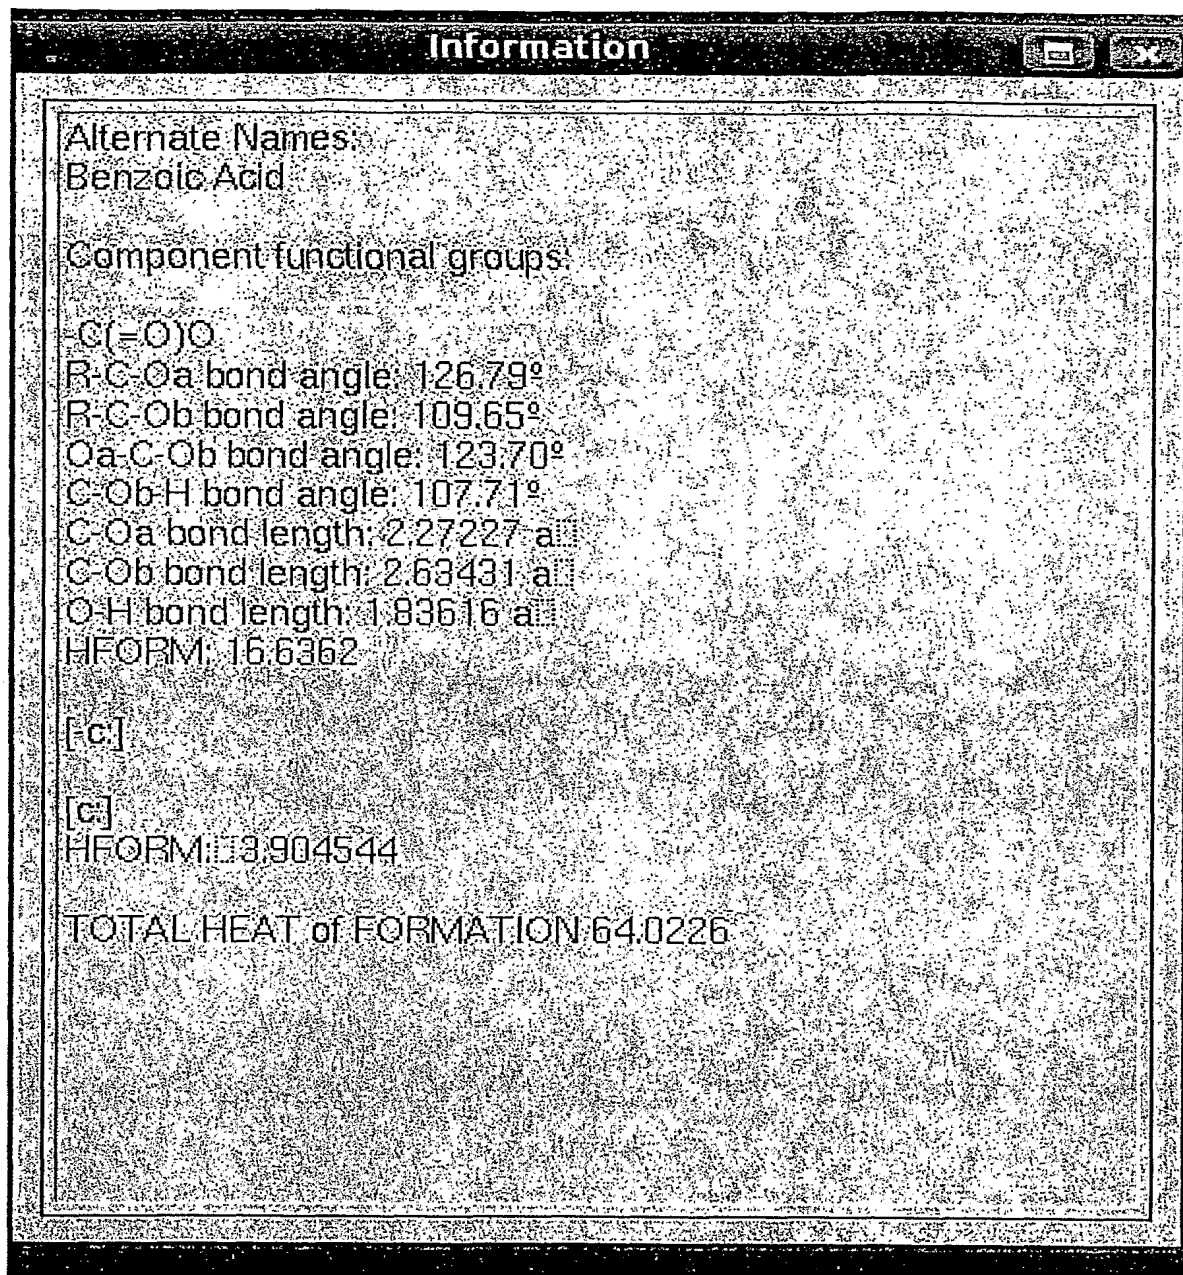 Information
Alternate Names:
Benzoic Acid
Component functional groups:
-C(=O)O
R-C-Oa bond angle: 126.79º
R-C-Ob bond angle: 109.65º
Oa-C-Ob bond angle: 123.70º
C-Ob-H bond angle: 107.71º
C-Oa bond length: 2.27227 a
C-Ob bond length: 2.63431 a
O-H bond length: 1.83616 a
HFORM: 16.6362
[-c:]
[c:]
HFORM: 3.904544
TOTAL HEAT of FORMATION 64.0226